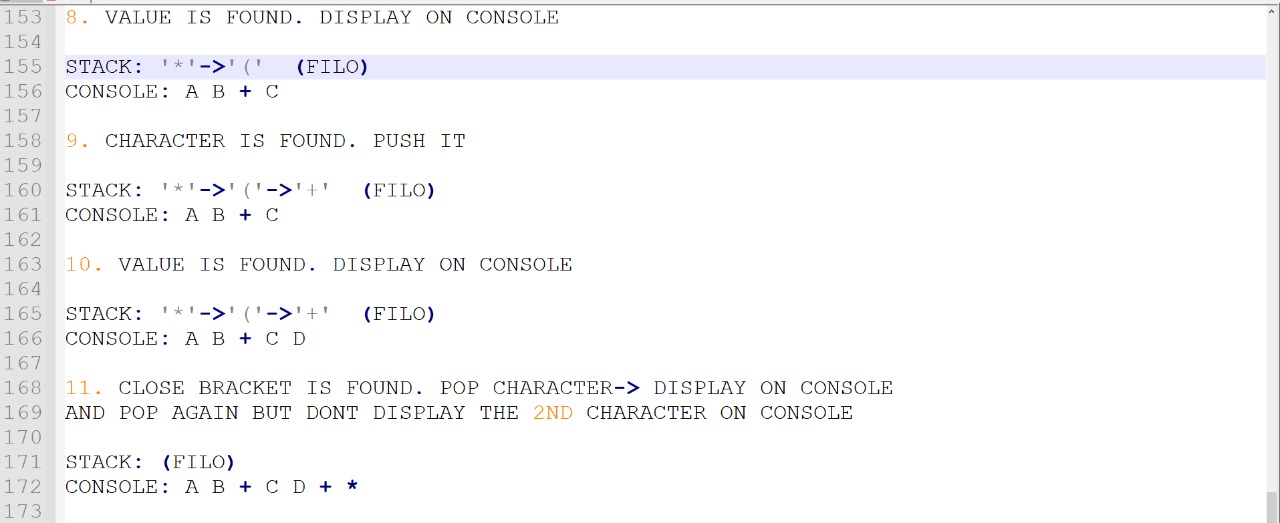 153 8. VALUE IS FOUND. DISPLAY ON CONSOLE
154
155 STACK: '*'->'(' (FILO)
156 CONSOLE: A B + C
157
158 9. CHARACTER IS FOUND. PUSH IT
159
160 STACK: '*'->'('->'+' (FILO)
161 CONSOLE: A B + C
162
163 10. VALUE IS FOUND. DISPLAY ON CONSOLE
164
165 STACK: '*'->'('->'+' (FILO)
166 CONSOLE: A B + C D
167
168 11. CLOSE BRACKET IS FOUND. POP CHARACTER-> DISPLAY ON CONSOLE
169 AND POP AGAIN BUT DONT DISPLAY THE 2ND CHARACTER ON CONSOLE
170
171 STACK: (FILO)
172 CONSOLE: A B + C D + *
173